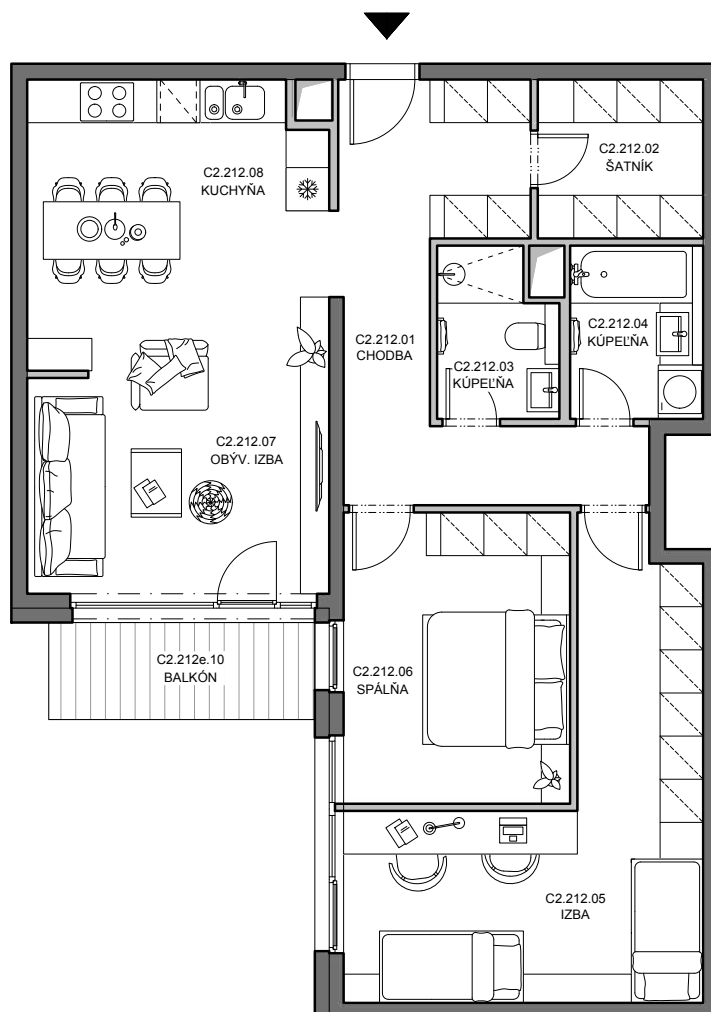 C2.212.08
KUCHYŇA
C2.212.02
ŠATNÍK
C2.212.01
CHODBA
C2.212.04
KÚPEĽŇA
C2.212.03
KÚPEĽŇA
C2.212.07
OBÝV. IZBA
C2.212e.10
BALKÓN
C2.212.06
SPÁLŇA
C2.212.05
IZBA